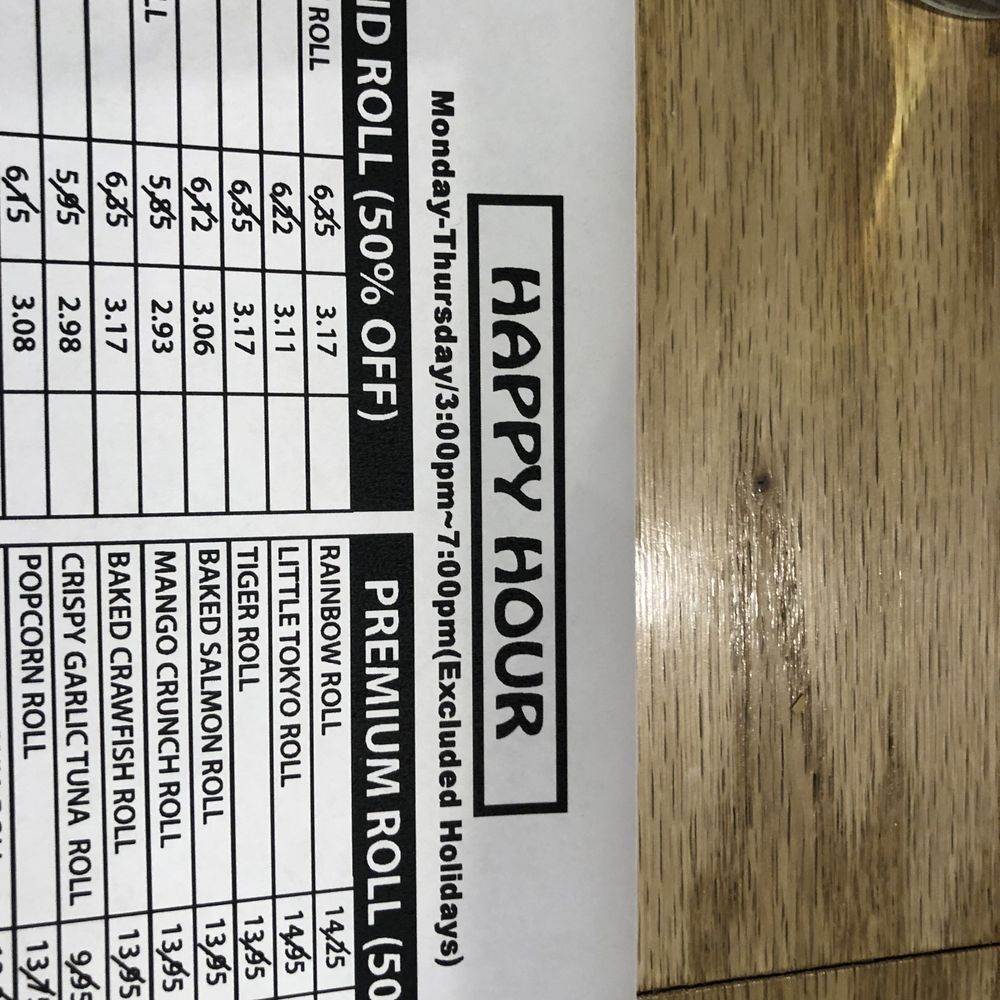 HAPPY HOUR
Monday-Thursday/3:00pm~7:00pm(Excluded Holidays)
ROLL (50% OFF)
ROLL 6.35 3.17
6.22 3.11
6.35 3.17
6.12 3.06
5.85 2.93
6.35 3.17
5.95 2.98
6.15 3.08
PREMIUM ROLL (50
RAINBOW ROLL 14.25
LITTLE TOKYO ROLL 14.95
TIGER ROLL 13.95
BAKED SALMON ROLL 13.95
MANGO CRUNCH ROLL 13.95
BAKED CRAWFISH ROLL 13.95
CRISPY GARLIC TUNA ROLL 9.95
POPCORN ROLL